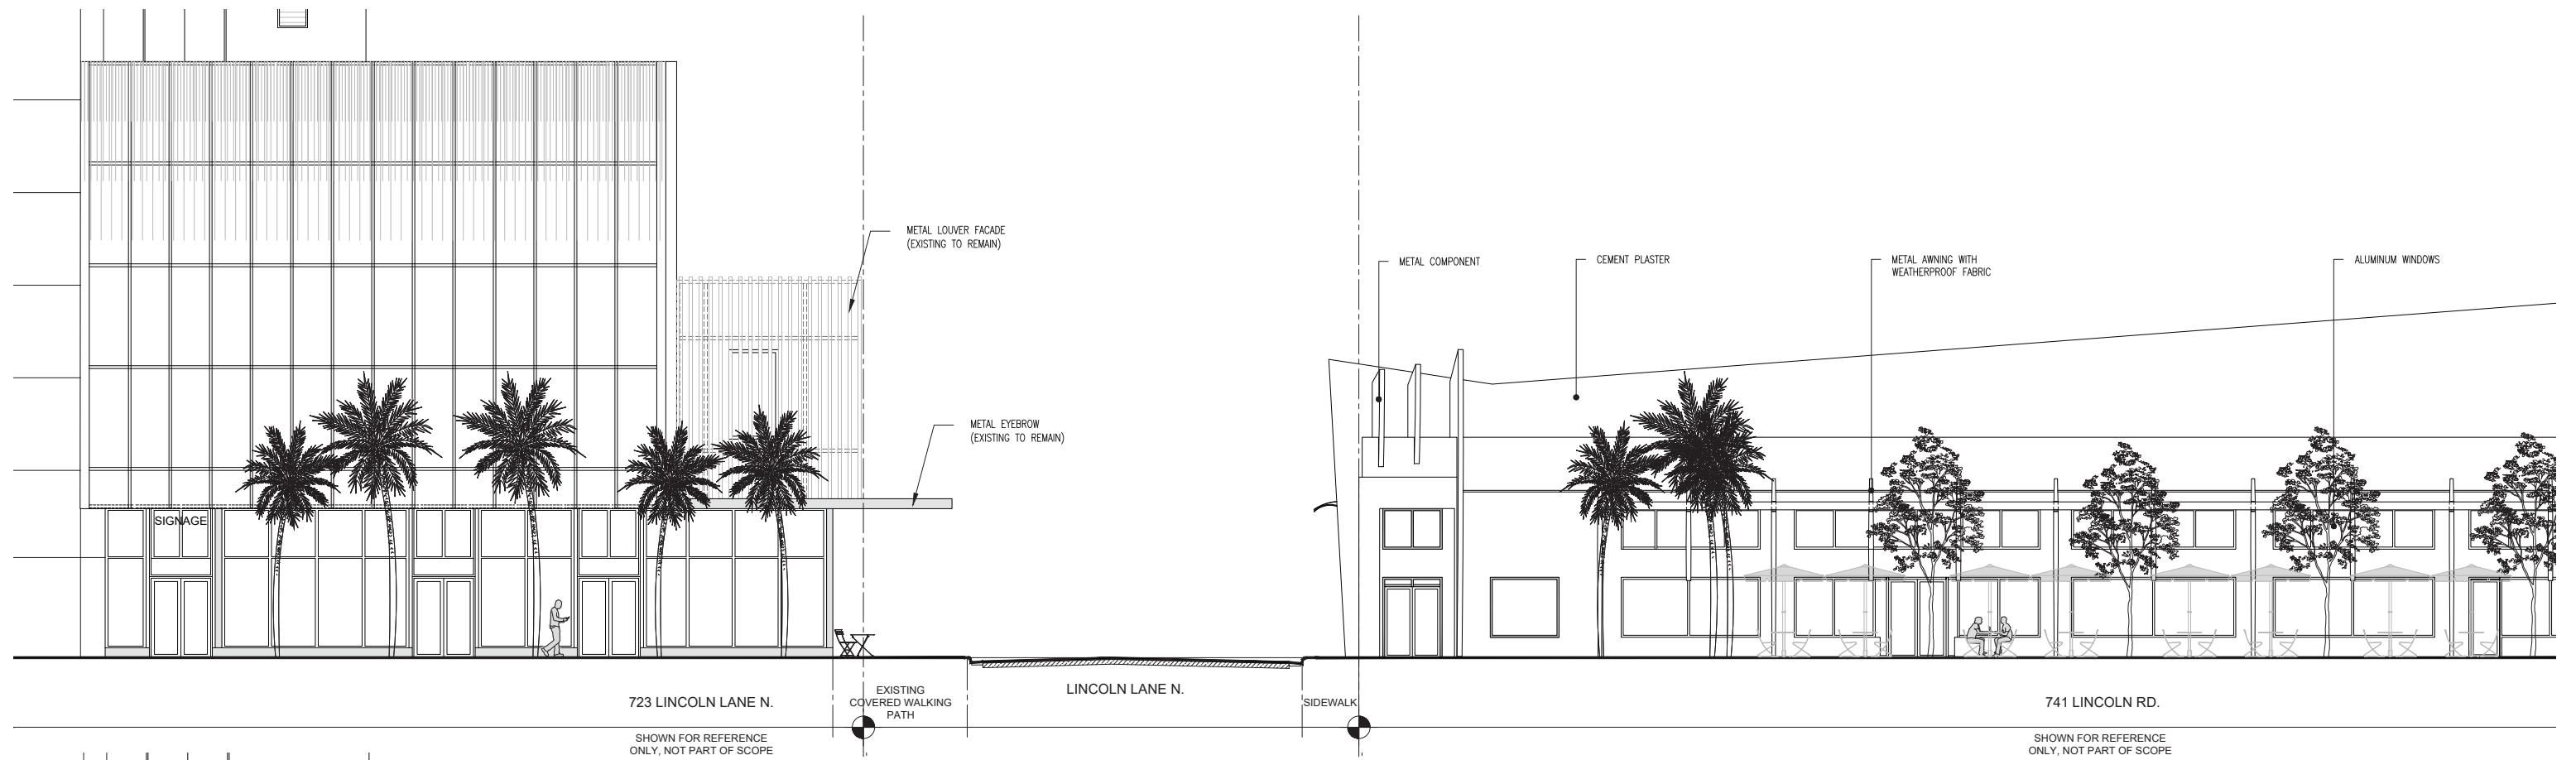 METAL LOUVER FACADE
(EXISTING TO REMAIN)
METAL COMPONENT
CEMENT PLASTER
METAL AWNING WITH
WEATHERPROOF FABRIC
ALUMINUM WINDOWS
METAL EYEBROW
(EXISTING TO REMAIN)
SIGNAGE
723 LINCOLN LANE N.
EXISTING
COVERED WALKING
PATH
LINCOLN LANE N.
SIDEWALK
741 LINCOLN RD.
SHOWN FOR REFERENCE
ONLY, NOT PART OF SCOPE
SHOWN FOR REFERENCE
ONLY, NOT PART OF SCOPE